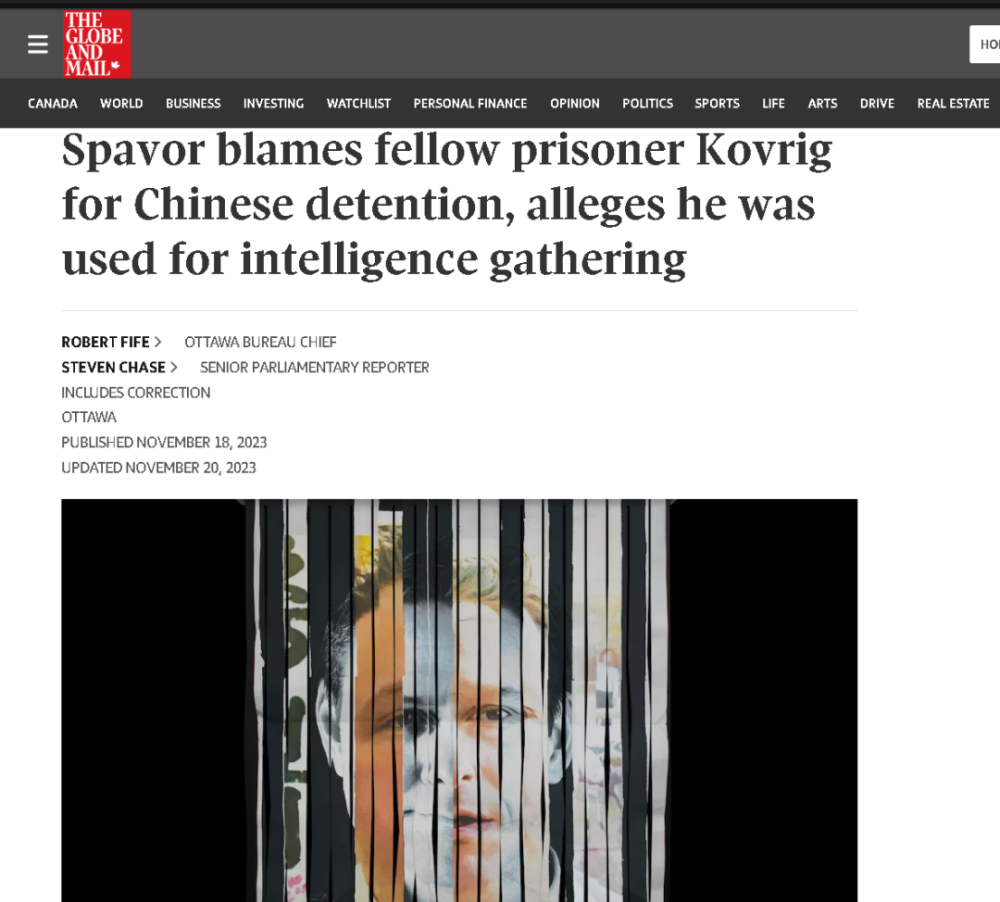 THE
GLOBE
AND
MAIL
CANADA WORLD BUSINESS INVESTING WATCHLIST PERSONAL FINANCE OPINION POLITICS SPORTS LIFE ARTS DRIVE REAL ESTATE
Spavor blames fellow prisoner Kovrig
for Chinese detention, alleges he was
used for intelligence gathering
ROBERT FIFE > OTTAWA BUREAU CHIEF
STEVEN CHASE > SENIOR PARLIAMENTARY REPORTER
INCLUDES CORRECTION
OTTAWA
PUBLISHED NOVEMBER 18, 2023
UPDATED NOVEMBER 20, 2023